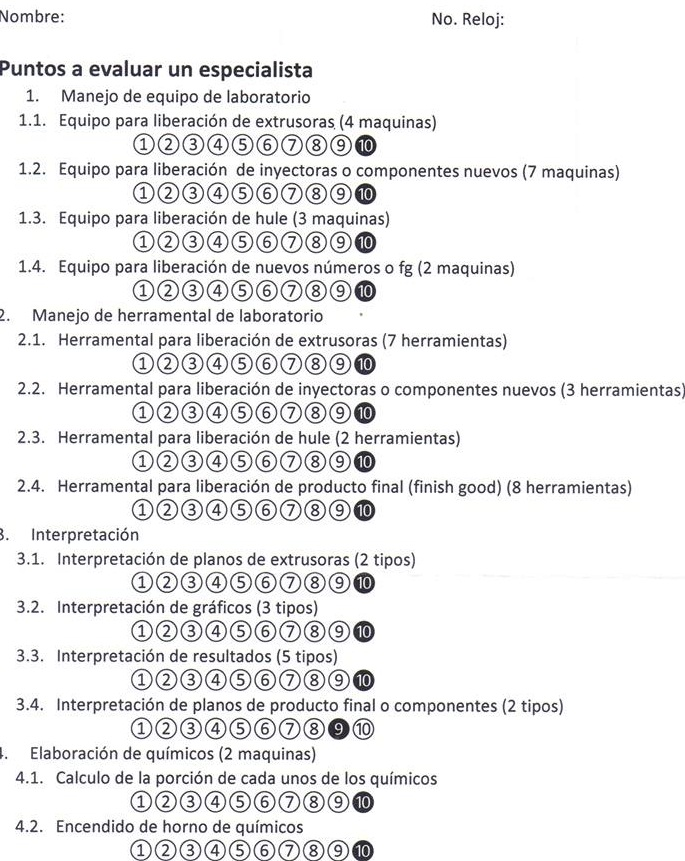 Nombre: No. Reloj:
Puntos a evaluar un especialista
1. Manejo de equipo de laboratorio
1.1. Equipo para liberación de extrusoras (4 maquinas)
①②③④⑤⑥⑦⑧⑨❿
1.2. Equipo para liberación de inyectoras o componentes nuevos (7 maquinas)
①②③④⑤⑥⑦⑧⑨❿
1.3. Equipo para liberación de hule (3 maquinas)
①②③④⑤⑥⑦⑧⑨❿
1.4. Equipo para liberación de nuevos números o fg (2 maquinas)
①②③④⑤⑥⑦⑧⑨❿
2. Manejo de herramental de laboratorio
2.1. Herramental para liberación de extrusoras (7 herramientas)
①②③④⑤⑥⑦⑧⑨❿
2.2. Herramental para liberación de inyectoras o componentes nuevos (3 herramientas)
①②③④⑤⑥⑦⑧⑨❿
2.3. Herramental para liberación de hule (2 herramientas)
①②③④⑤⑥⑦⑧⑨❿
2.4. Herramental para liberación de producto final (finish good) (8 herramientas)
①②③④⑤⑥⑦⑧⑨❿
3. Interpretación
3.1. Interpretación de planos de extrusoras (2 tipos)
①②③④⑤⑥⑦⑧⑨❿
3.2. Interpretación de gráficos (3 tipos)
①②③④⑤⑥⑦⑧⑨❿
3.3. Interpretación de resultados (5 tipos)
①②③④⑤⑥⑦⑧⑨❿
3.4. Interpretación de planos de producto final o componentes (2 tipos)
①②③④⑤⑥⑦⑧❾⑩
4. Elaboración de químicos (2 maquinas)
4.1. Calculo de la porción de cada unos de los químicos
①②③④⑤⑥⑦⑧⑨❿
4.2. Encendido de horno de químicos
①②③④⑤⑥⑦⑧⑨❿